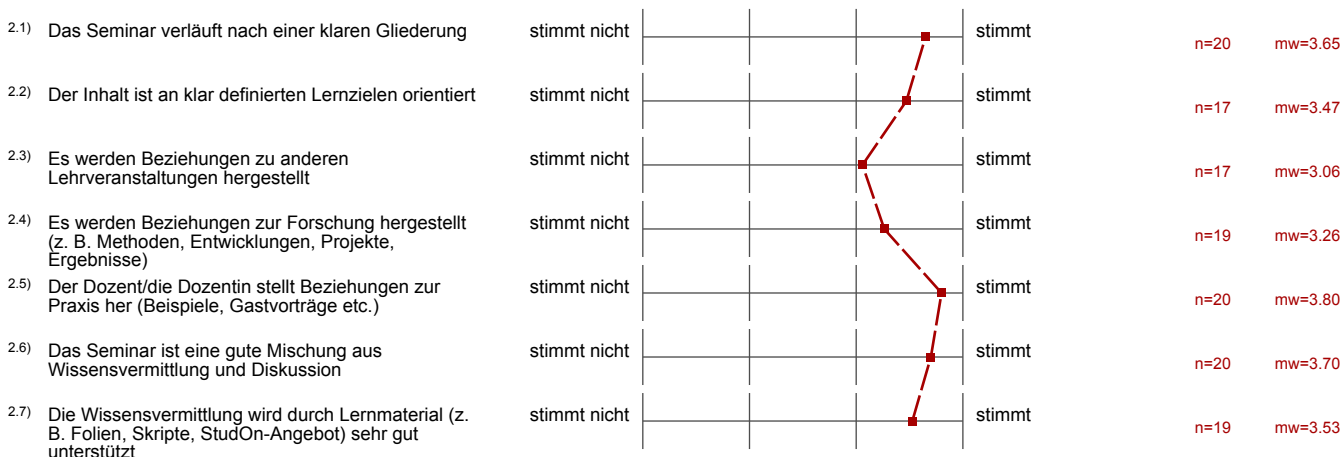 2.1) Das Seminar verläuft nach einer klaren Gliederung stimmt nicht stimmt n=20 mw=3.65
2.2) Der Inhalt ist an klar definierten Lernzielen orientiert stimmt nicht stimmt n=17 mw=3.47
2.3) Es werden Beziehungen zu anderen stimmt nicht stimmt n=17 mw=3.06
Lehrveranstaltungen hergestellt
2.4) Es werden Beziehungen zur Forschung hergestellt stimmt nicht stimmt n=19 mw=3.26
(z. B. Methoden, Entwicklungen, Projekte,
Ergebnisse)
2.5) Der Dozent/die Dozentin stellt Beziehungen zur stimmt nicht stimmt n=20 mw=3.80
Praxis her (Beispiele, Gastvorträge etc.)
2.6) Das Seminar ist eine gute Mischung aus stimmt nicht stimmt n=20 mw=3.70
Wissensvermittlung und Diskussion
2.7) Die Wissensvermittlung wird durch Lernmaterial (z. stimmt nicht stimmt n=19 mw=3.53
B. Folien, Skripte, StudOn-Angebot) sehr gut
unterstützt